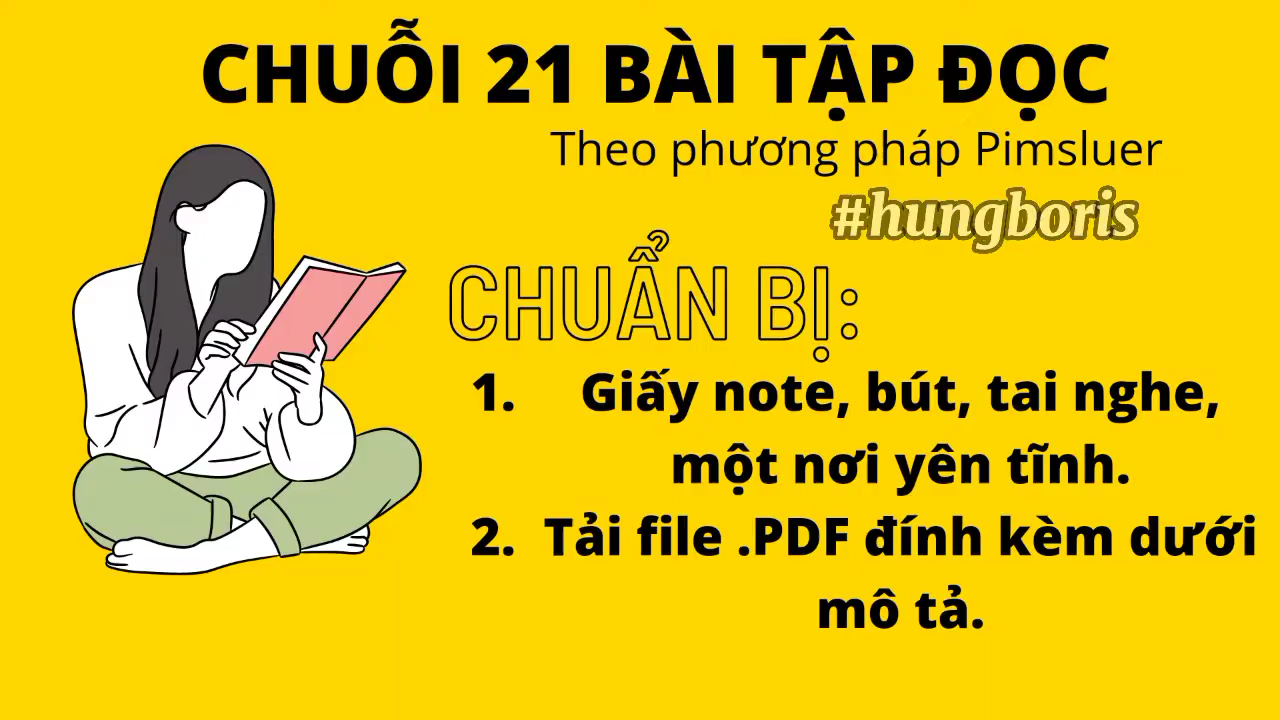 CHUỖI 21 BÀI TẬP ĐỌC
Theo phương pháp Pimsluer
#hungboris
CHUẨN BỊ:
1. Giấy note, bút, tai nghe,
một nơi yên tĩnh.
2. Tải file .PDF đính kèm dưới
mô tả.